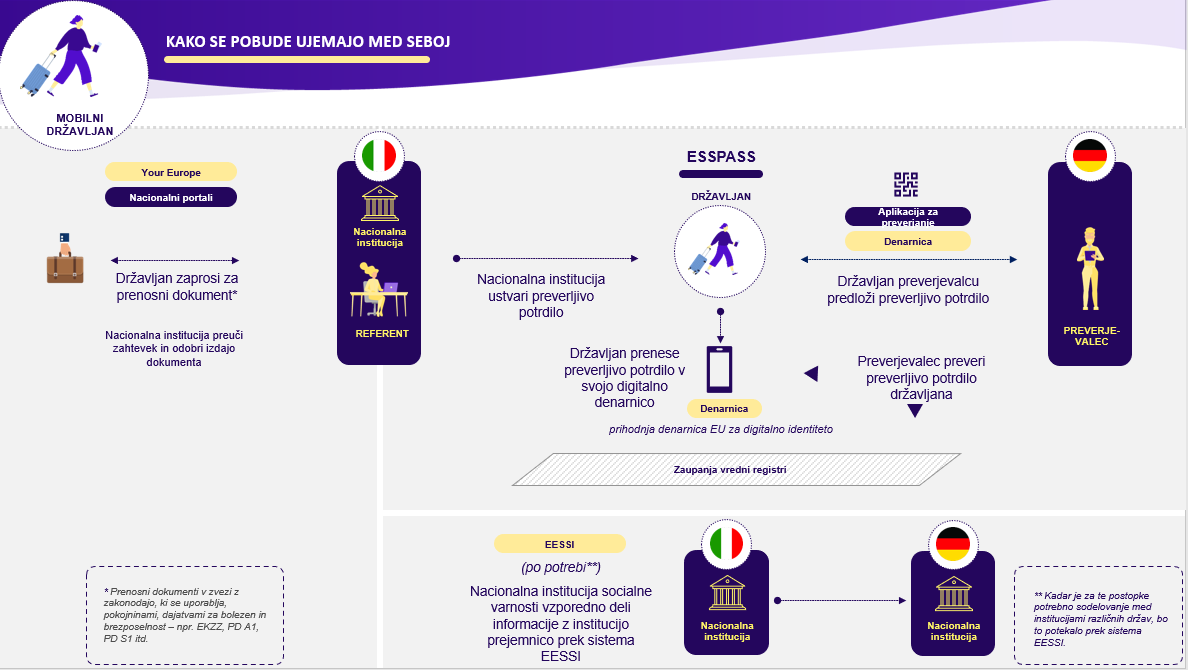 KAKO SE POBUDE UJEMAJO MED SEBOJ
MOBILNI
DRŽAVLJAN
Your Europe
Nacionalni portali
Državljan zaprosi za
prenosni dokument*
Nacionalna institucija preuči
zahtevek in odobri izdajo
dokumenta
Nacionalna
institucija
REFERENT
Nacionalna institucija
ustvari preverljivo
potrdilo
ESSPASS
DRŽAVLJAN
Državljan prenese
preverljivo potrdilo v
svojo digitalno
denarnico
Denarnica
prihodnja denarnica EU za digitalno identiteto
Aplikacija za
preverjanje
Denarnica
Državljan preverjevalcu
predloži preverljivo potrdilo
Preverjevalec preveri
preverljivo potrdilo
državljana
PREVERJE-
VALEC
Zaupanja vredni registri
EESSI
(po potrebi**)
Nacionalna institucija socialne
varnosti vzporedno deli
informacije z institucijo
prejemnico prek sistema
EESSI
Nacionalna
institucija
Nacionalna
institucija
* Prenosni dokumenti v zvezi z
zakonodajo, ki se uporablja,
pokojninami, dajatvami za bolezen in
brezposelnost – npr. EKZZ, PD A1,
PD S1 itd.
** Kadar je za te postopke
potrebno sodelovanje med
institucijami različnih držav, bo
to potekalo prek sistema
EESSI.